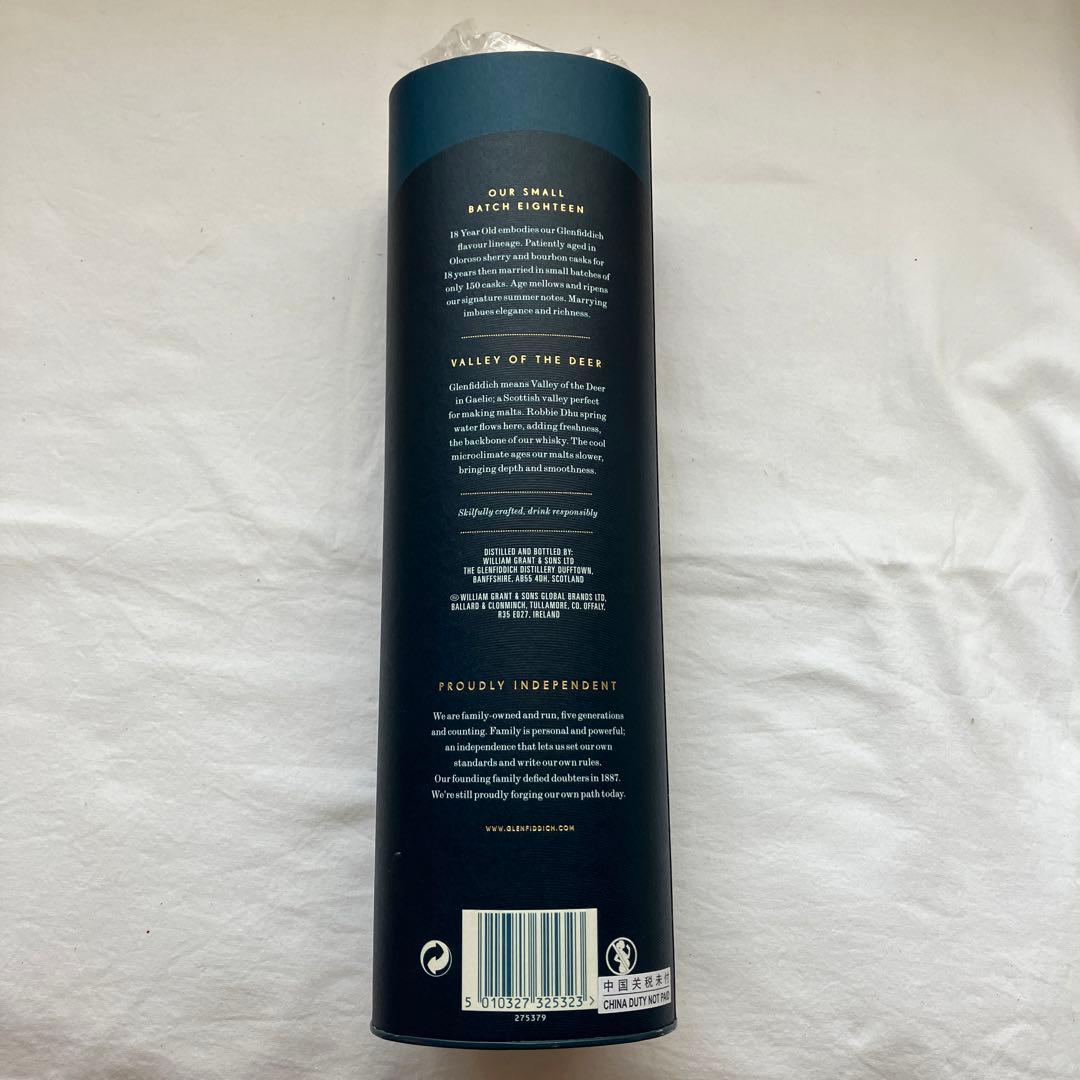 OUR SMALL
BATCH EIGHTEEN
18 Year Old embodies our Glenfiddich
flavour lineage. Patiently aged in
Oloroso sherry and bourbon casks for
18 years then married in small batches of
only 150 casks. Age mellows and ripens
our signature summer notes. Marrying
imbues elegance and richness.
VALLEY OF THE DEER
Glenfiddich means Valley of the Deer
in Gaelic; a Scottish valley perfect
for making malts. Robbie Dhu spring
water flows here, adding freshness,
the backbone of our whisky. The cool
microclimate ages our malts slower,
bringing depth and smoothness.
Skilfully crafted, drink responsibly
DISTILLED AND BOTTLED BY:
WILLIAM GRANT & SONS LTD
THE GLENFIDDICH DISTILLERY DUFFTOWN,
BANFFSHIRE, AB55 4DH, SCOTLAND
WILLIAM GRANT & SONS GLOBAL BRANDS LTD,
BALLARD & CLONMINCH, TULLAMORE, CO. OFFALY,
R35 E027, IRELAND
PROUDLY INDEPENDENT
We are family-owned and run, five generations
and counting. Family is personal and powerful;
an independence that lets us set our own
standards and write our own rules.
Our founding family defied doubters in 1887.
We're still proudly forging our own path today.
WWW.GLENFIDDICH.COM
5 010327 325323 >
275379
中国关税未付
CHINA DUTY NOT PAID